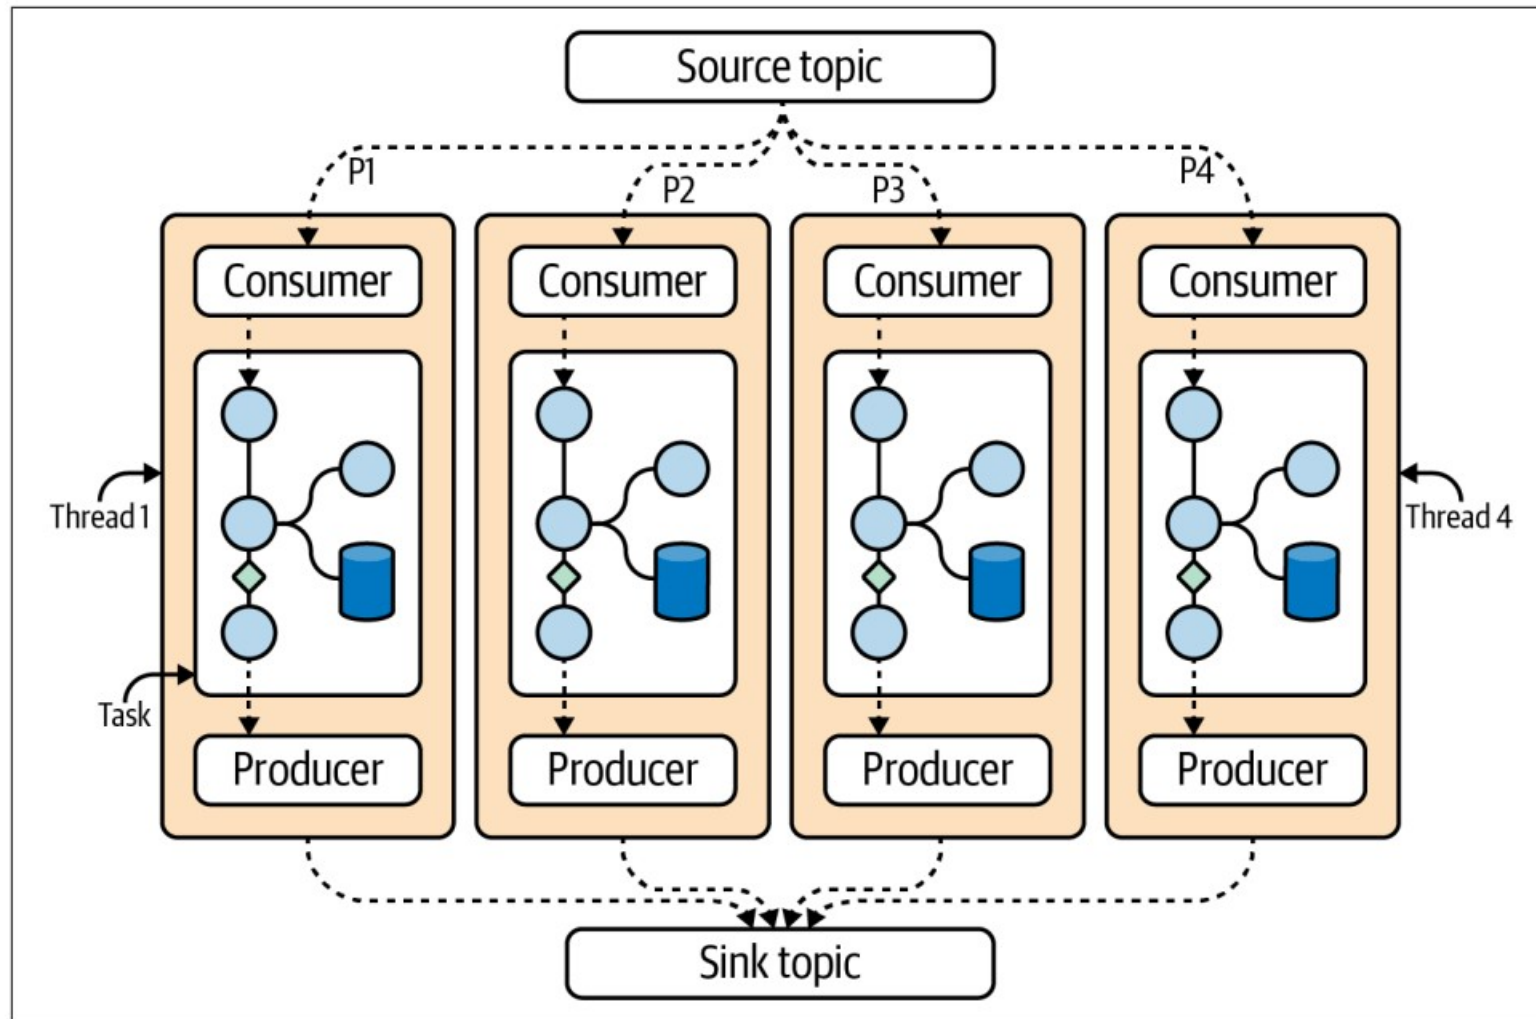 Source topic
P1
P2
P3
P4
Consumer
Consumer
Consumer
Consumer
Thread 1
Thread 4
Task
Producer
Producer
Producer
Producer
Sink topic